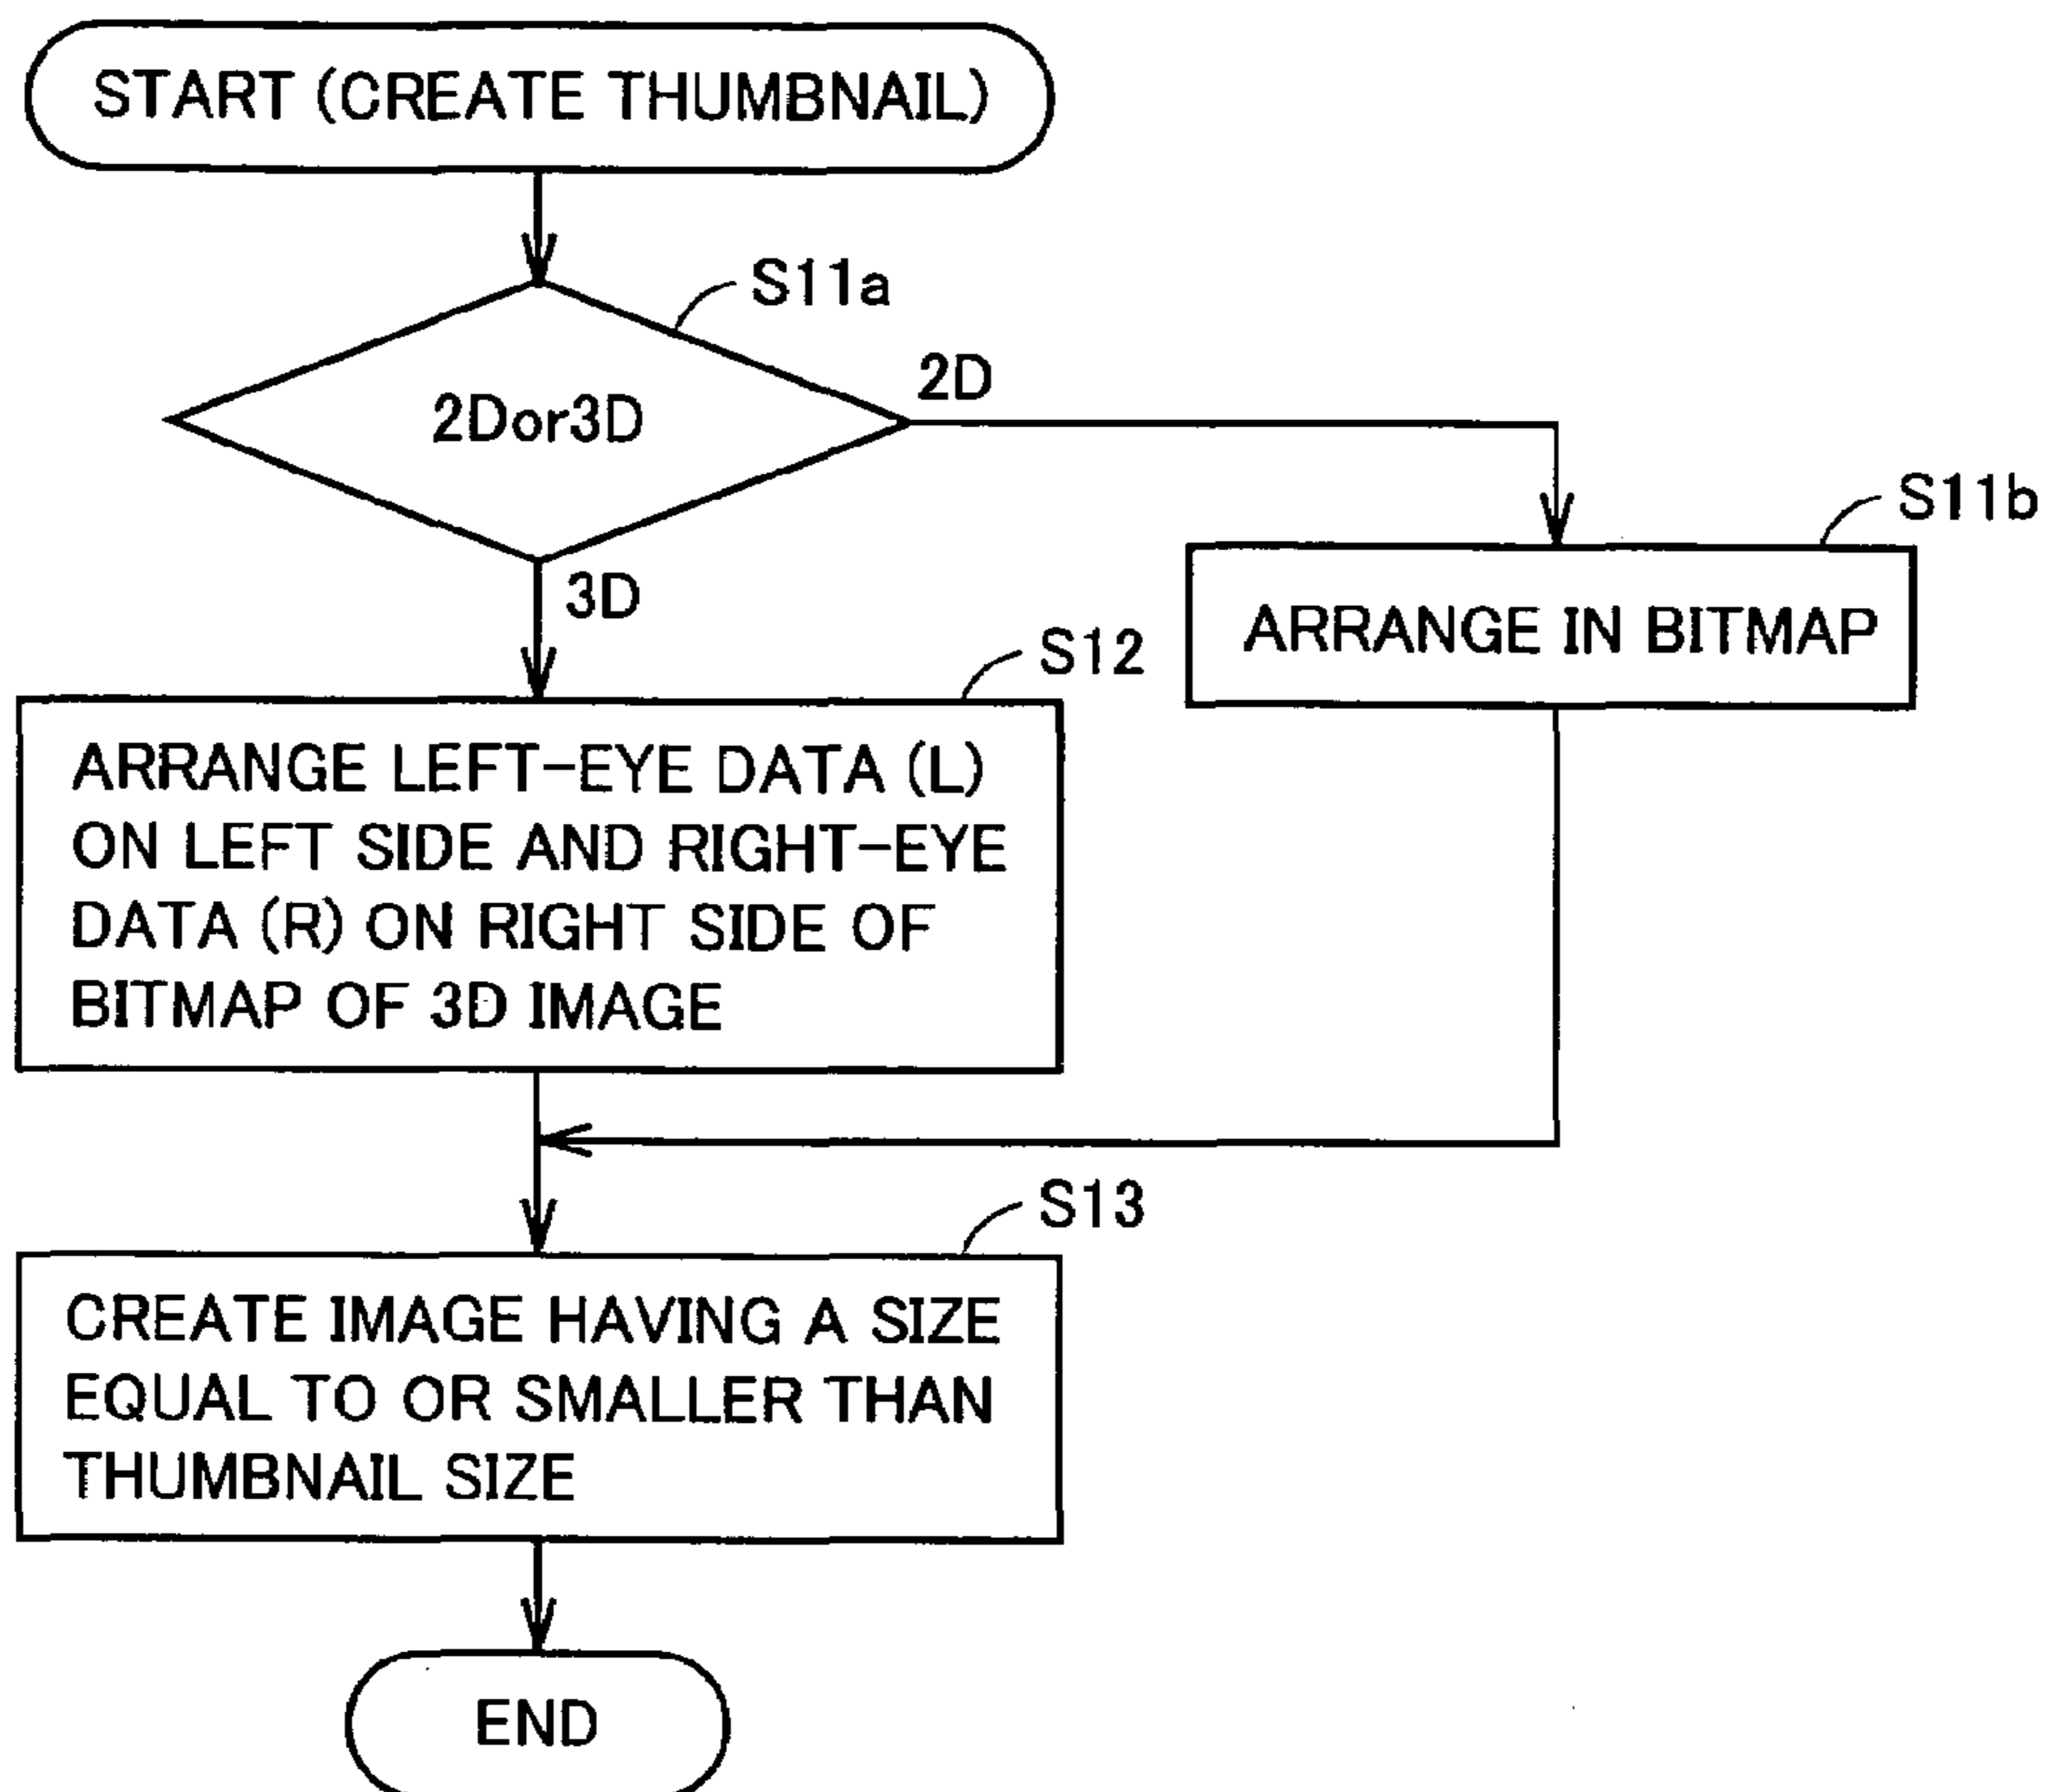 START (CREATE THUMBNAIL)
S11a
2Dor3D
2D
S11b
ARRANGE IN BITMAP
3D
S12
ARRANGE LEFT-EYE DATA (L)
ON LEFT SIDE AND RIGHT-EYE
DATA (R) ON RIGHT SIDE OF
BITMAP OF 3D IMAGE
S13
CREATE IMAGE HAVING A SIZE
EQUAL TO OR SMALLER THAN
THUMBNAIL SIZE
END